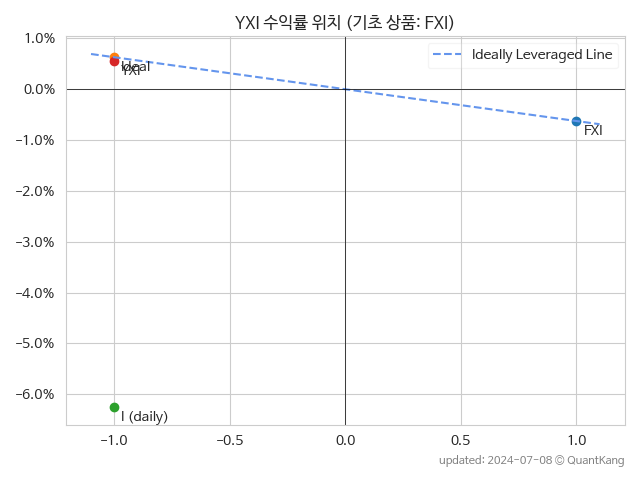 YXI 수익률 위치 (기초 상품: FXI)
1.0%
0.0%
−1.0%
−2.0%
−3.0%
−4.0%
−5.0%
−6.0%
Ideally Leveraged Line
Ideal
YXI
FXI
I (daily)
−1.0
−0.5
0.0
0.5
1.0
updated: 2024-07-08 © QuantKang